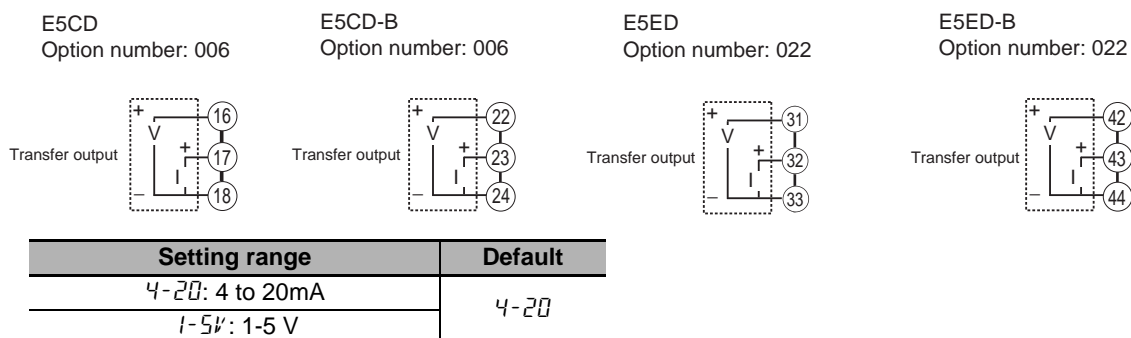 E5CD
Option number: 006
E5CD-B
Option number: 006
E5ED
Option number: 022
E5ED-B
Option number: 022
Transfer output
+
V
+
I
–
16
17
18
Transfer output
+
V
+
I
–
22
23
24
Transfer output
+
V
+
I
–
31
32
33
Transfer output
+
V
+
I
–
42
43
44
Setting range Default
4-20: 4 to 20mA 4-20
1-5V: 1-5 V